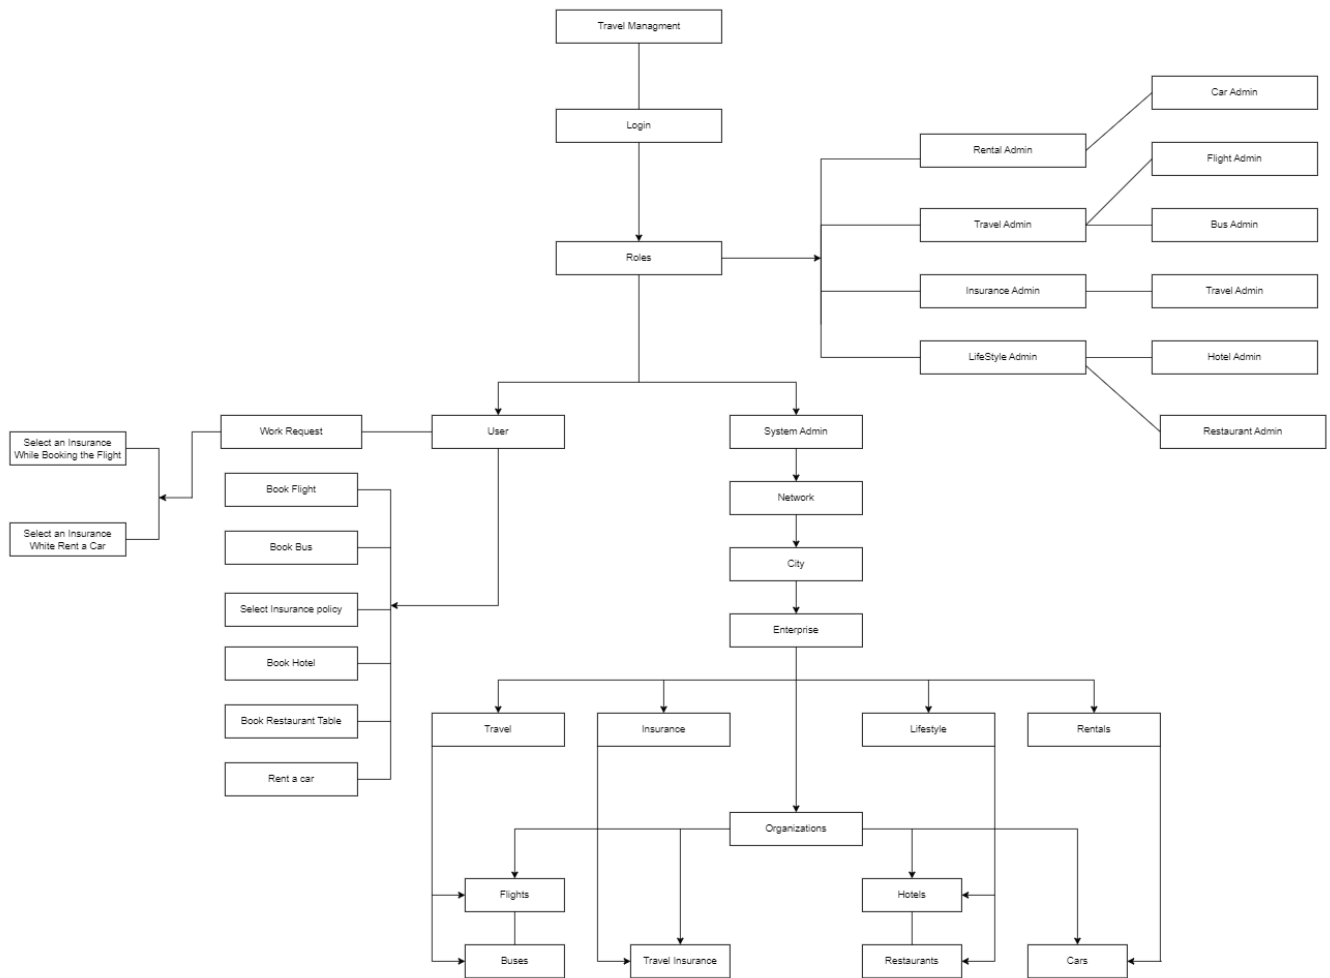 Travel Managment
Login
Roles
Car Admin
Rental Admin
Flight Admin
Travel Admin
Bus Admin
Insurance Admin
Travel Admin
LifeStyle Admin
Hotel Admin
Restaurant Admin
Select an Insurance
While Booking the Flight
Work Request
User
System Admin
Book Flight
Network
Select an Insurance
White Rent a Car
Book Bus
City
Select Insurance policy
Enterprise
Book Hotel
Book Restaurant Table
Travel
Insurance
Lifestyle
Rentals
Rent a car
Organizations
Flights
Hotels
Buses
Travel Insurance
Restaurants
Cars